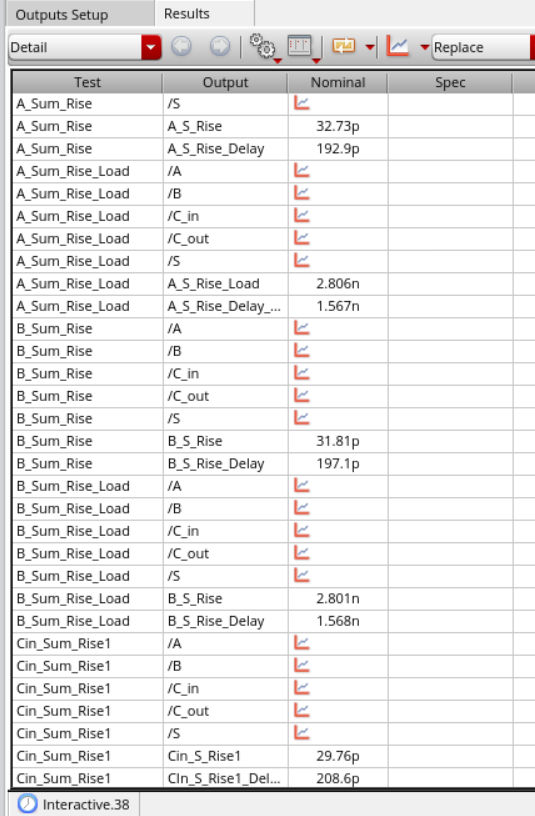 Outputs Setup Results
Detail Replace
Test Output Nominal Spec
A_Sum_Rise /S
A_Sum_Rise A_S_Rise 32.73p
A_Sum_Rise A_S_Rise_Delay 192.9p
A_Sum_Rise_Load /A
A_Sum_Rise_Load /B
A_Sum_Rise_Load /C_in
A_Sum_Rise_Load /C_out
A_Sum_Rise_Load /S
A_Sum_Rise_Load A_S_Rise_Load 2.806n
A_Sum_Rise_Load A_S_Rise_Delay_... 1.567n
B_Sum_Rise /A
B_Sum_Rise /B
B_Sum_Rise /C_in
B_Sum_Rise /C_out
B_Sum_Rise /S
B_Sum_Rise B_S_Rise 31.81p
B_Sum_Rise B_S_Rise_Delay 197.1p
B_Sum_Rise_Load /A
B_Sum_Rise_Load /B
B_Sum_Rise_Load /C_in
B_Sum_Rise_Load /C_out
B_Sum_Rise_Load /S
B_Sum_Rise_Load B_S_Rise 2.801n
B_Sum_Rise_Load B_S_Rise_Delay 1.568n
Cin_Sum_Rise1 /A
Cin_Sum_Rise1 /B
Cin_Sum_Rise1 /C_in
Cin_Sum_Rise1 /C_out
Cin_Sum_Rise1 /S
Cin_Sum_Rise1 Cin_S_Rise1 29.76p
Cin_Sum_Rise1 CIn_S_Rise1_Del... 208.6p
Interactive.38